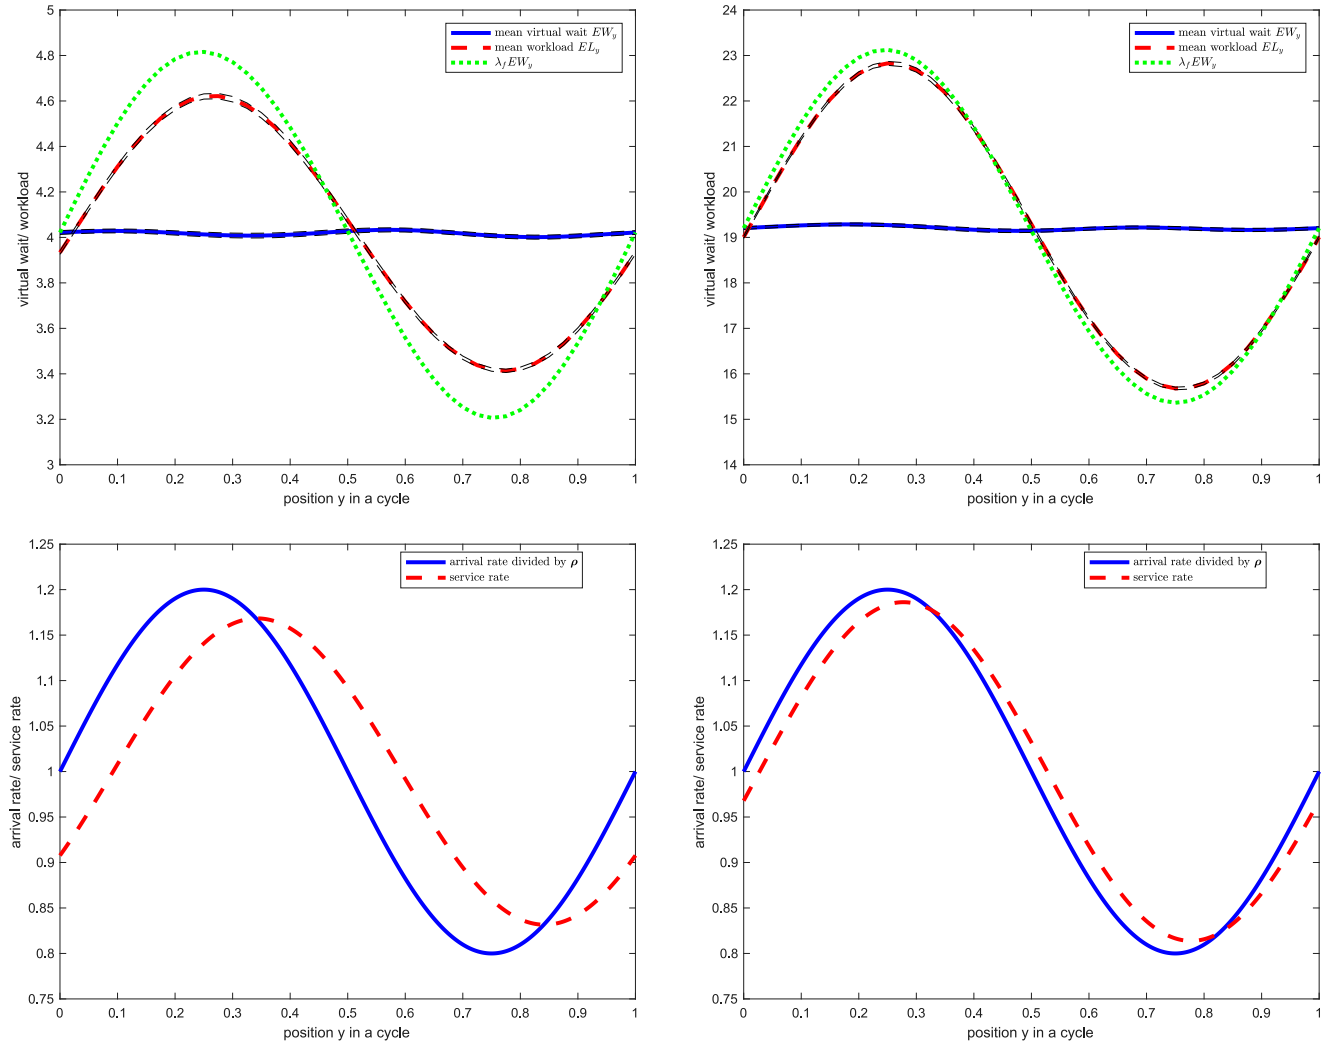 5
4.8
4.6
4.4
4.2
4
3.8
3.6
3.4
3.2
3
virtual wait/ workload
mean virtual wait EW_y
mean workload EL_y
λ_f EW_y
0 0.1 0.2 0.3 0.4 0.5 0.6 0.7 0.8 0.9 1
position y in a cycle
24
23
22
21
20
19
18
17
16
15
14
virtual wait/ workload
mean virtual wait EW_y
mean workload EL_y
λ_f EW_y
0 0.1 0.2 0.3 0.4 0.5 0.6 0.7 0.8 0.9 1
position y in a cycle
1.25
1.2
1.15
1.1
1.05
1
0.95
0.9
0.85
0.8
0.75
arrival rate/ service rate
arrival rate divided by ρ
service rate
0 0.1 0.2 0.3 0.4 0.5 0.6 0.7 0.8 0.9 1
position y in a cycle
1.25
1.2
1.15
1.1
1.05
1
0.95
0.9
0.85
0.8
0.75
arrival rate/ service rate
arrival rate divided by ρ
service rate
0 0.1 0.2 0.3 0.4 0.5 0.6 0.7 0.8 0.9 1
position y in a cycle